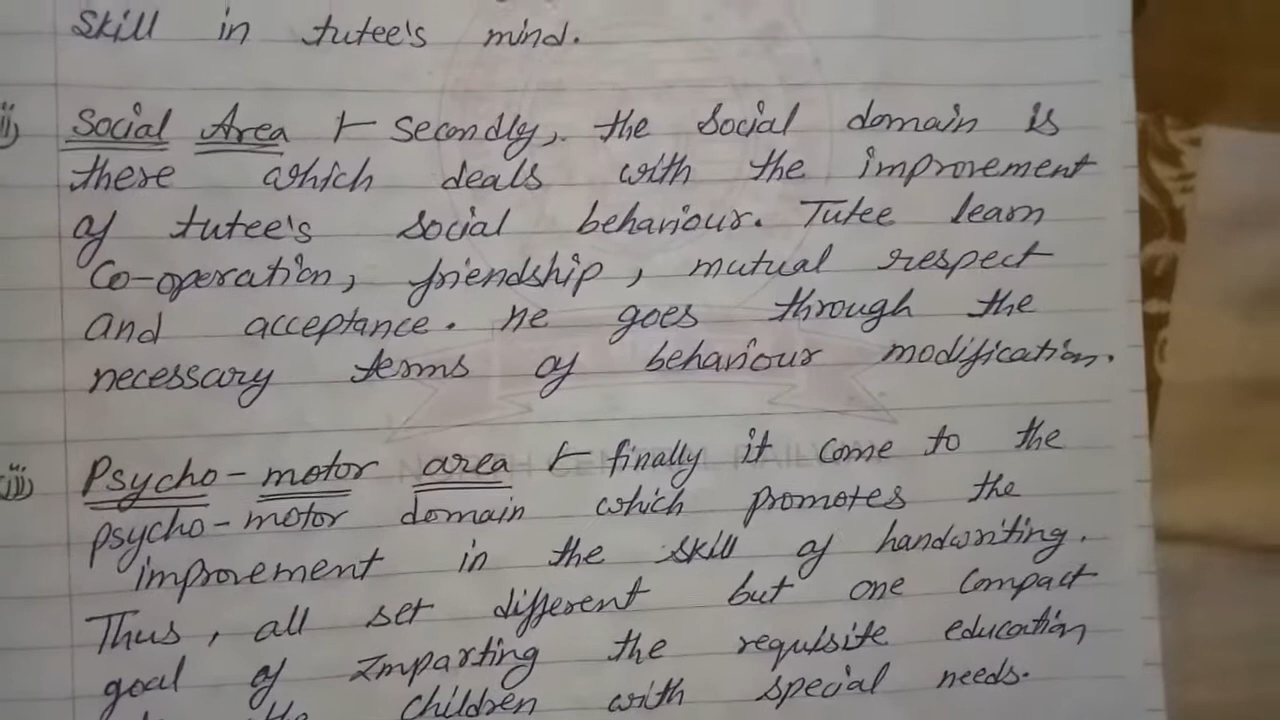 skill in tutee's mind.
ii) Social Area :- secondly, the social domain is
there which deals with the improvement
of tutee's social behaviour. Tutee learn
Co-operation, friendship, mutual respect
and acceptance. He goes through the
necessary terms of behaviour modification.
iii) Psycho-motor area :- finally it come to the
psycho-motor domain which promotes the
improvement in the skill of handwriting.
Thus, all set different but one compact
goal of Imparting the requisite education
children with special needs.